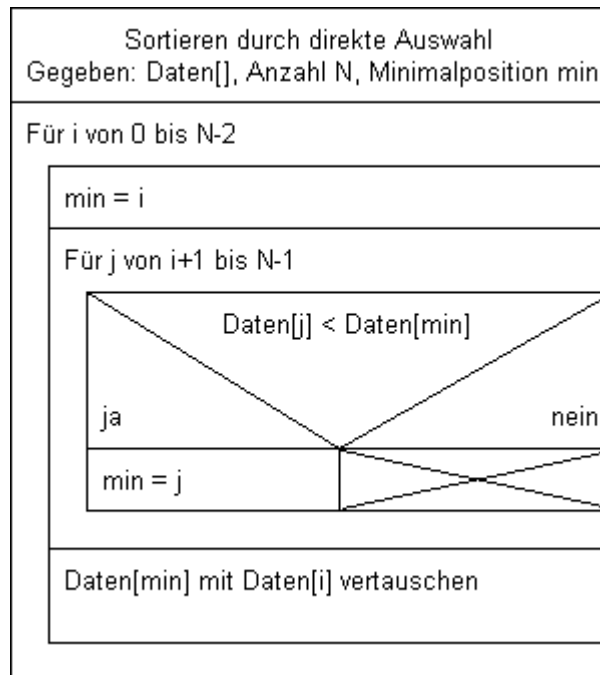 Sortieren durch direkte Auswahl
Gegeben: Daten[], Anzahl N, Minimalposition min
Für i von 0 bis N-2
min = i
Für j von i+1 bis N-1
Daten[j] < Daten[min]
ja nein
min = j
Daten[min] mit Daten[i] vertauschen